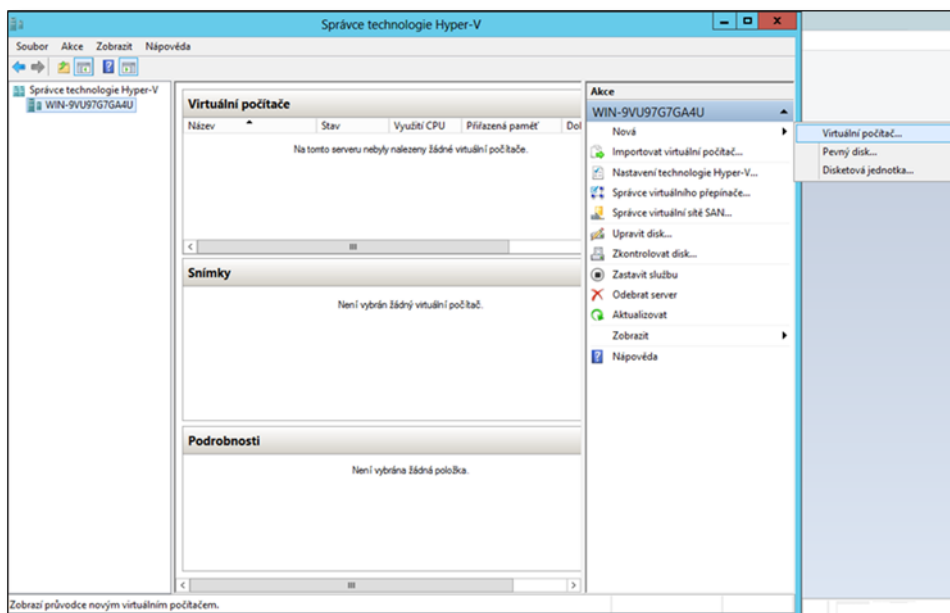 Správce technologie Hyper-V
Soubor Akce Zobrazit Nápověda
Správce technologie Hyper-V
WIN-9VU97G7GA4U
Virtuální počítače
Název Stav Využití CPU Přiřazená paměť Dol
Na tomto serveru nebyly nalezeny žádné virtuální počítače.
Snímky
Není vybrán žádný virtuální počítač.
Podrobnosti
Není vybrána žádná položka.
Akce
WIN-9VU97G7GA4U
Nová
Importovat virtuální počítač...
Nastavení technologie Hyper-V...
Správce virtuálního přepínače...
Správce virtuální sítě SAN...
Upravit disk...
Zkontrolovat disk...
Zastavit službu
Odebrat server
Aktualizovat
Zobrazit
Nápověda
Virtuální počítač...
Pevný disk...
Disketová jednotka...
Zobrazí průvodce novým virtuálním počítačem.